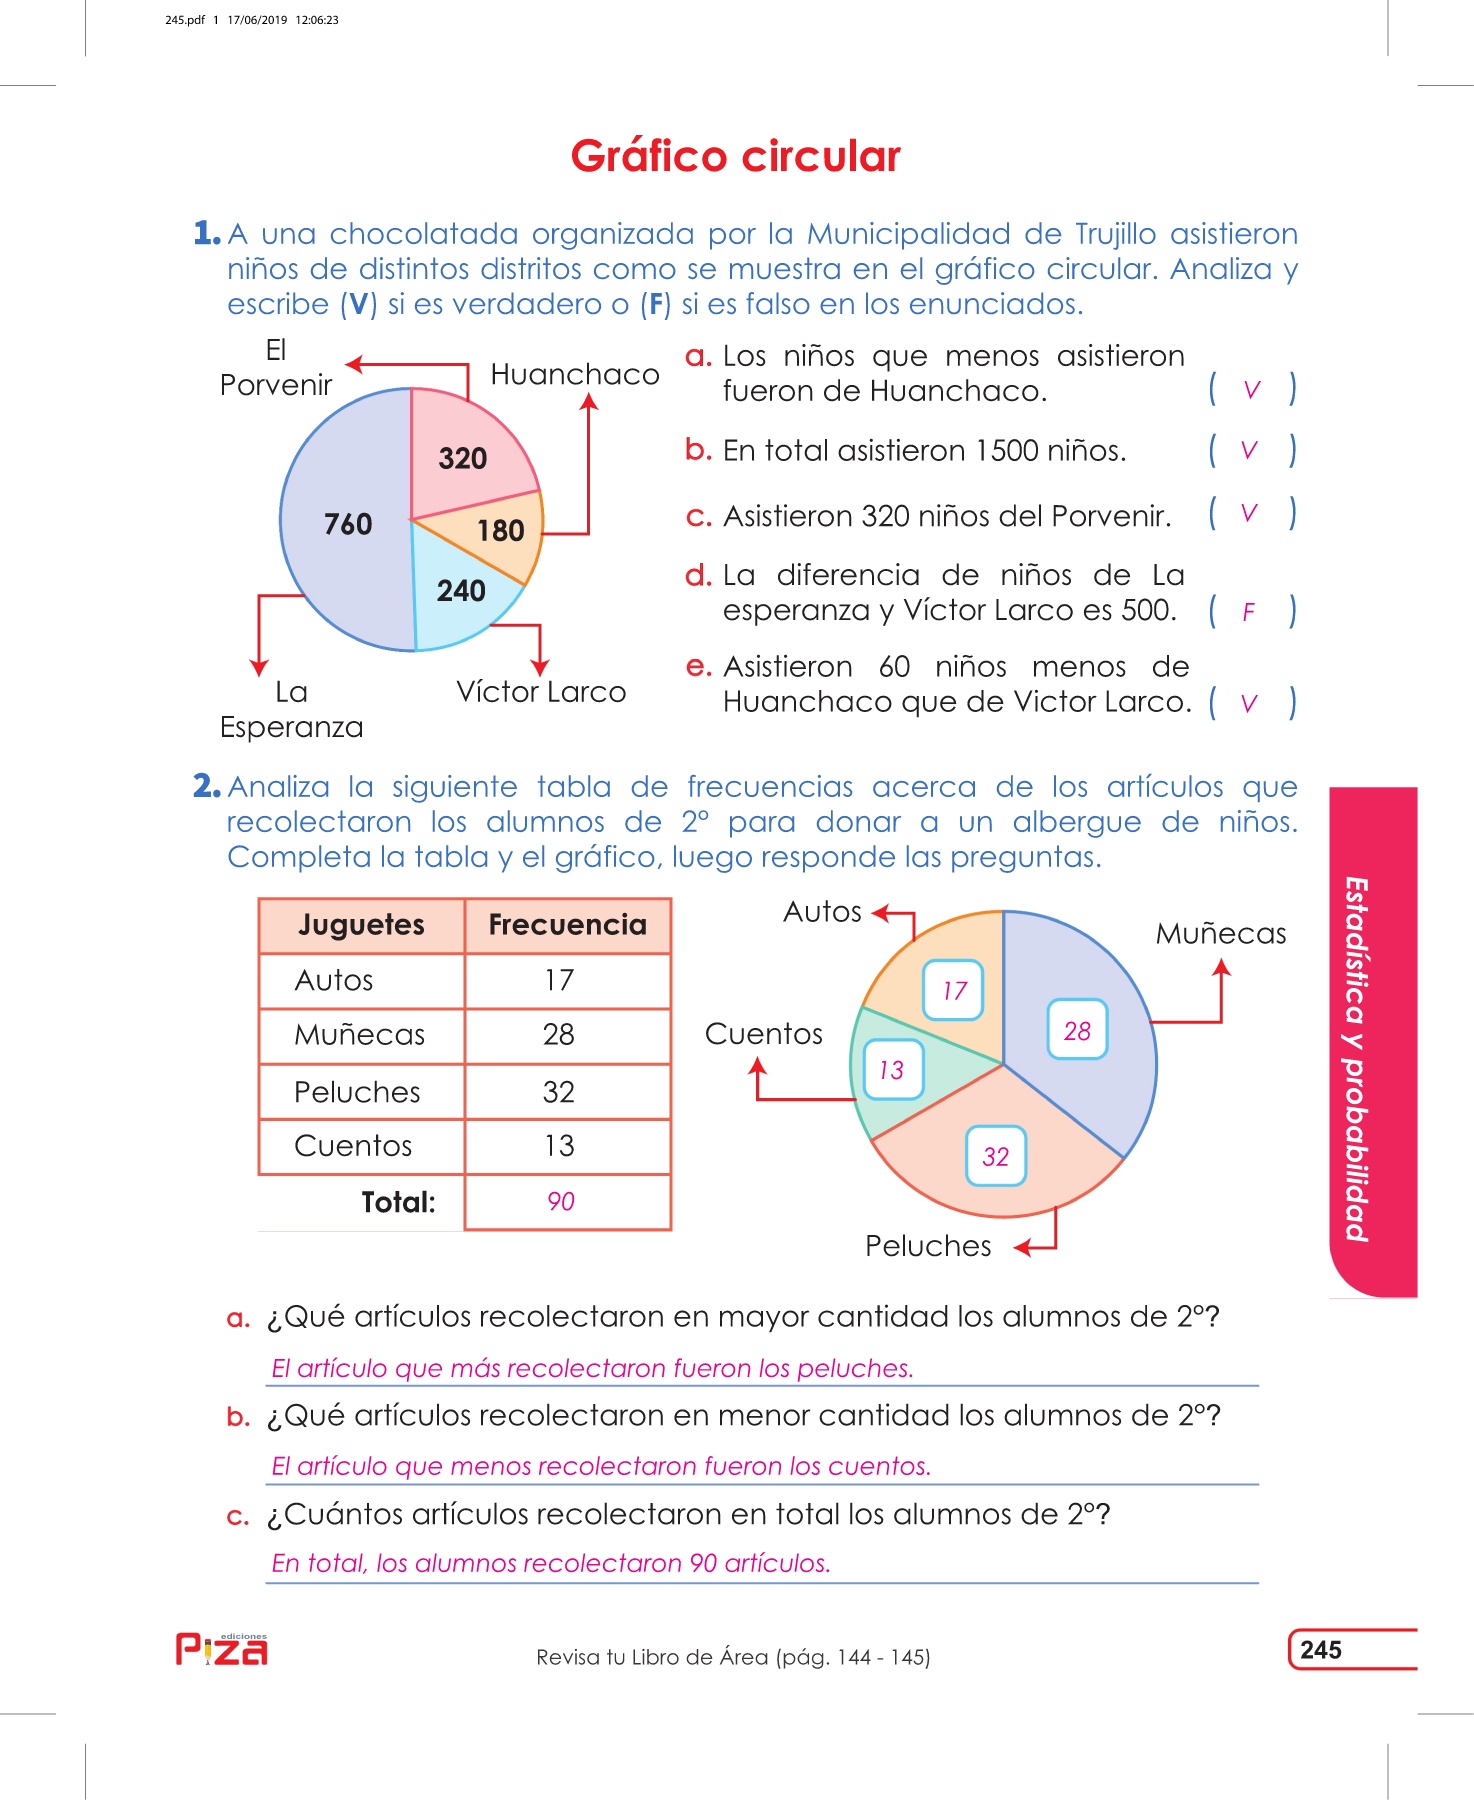 245.pdf 1 17/06/2019 12:06:23
Gráfico circular
1. A una chocolatada organizada por la Municipalidad de Trujillo asistieron
niños de distintos distritos como se muestra en el gráfico circular. Analiza y
escribe (V) si es verdadero o (F) si es falso en los enunciados.
El
Porvenir
Huanchaco
320
760
180
240
La
Esperanza
Víctor Larco
a. Los niños que menos asistieron
fueron de Huanchaco. ( V )
b. En total asistieron 1500 niños. ( V )
c. Asistieron 320 niños del Porvenir. ( V )
d. La diferencia de niños de La
esperanza y Víctor Larco es 500. ( F )
e. Asistieron 60 niños menos de
Huanchaco que de Victor Larco. ( V )
2. Analiza la siguiente tabla de frecuencias acerca de los artículos que
recolectaron los alumnos de 2° para donar a un albergue de niños.
Completa la tabla y el gráfico, luego responde las preguntas.
Juguetes Frecuencia
Autos 17
Muñecas 28
Peluches 32
Cuentos 13
Total: 90
Autos
Muñecas
17
28
Cuentos
13
32
Peluches
Estadística y probabilidad
a. ¿Qué artículos recolectaron en mayor cantidad los alumnos de 2°?
El artículo que más recolectaron fueron los peluches.
b. ¿Qué artículos recolectaron en menor cantidad los alumnos de 2°?
El artículo que menos recolectaron fueron los cuentos.
c. ¿Cuántos artículos recolectaron en total los alumnos de 2°?
En total, los alumnos recolectaron 90 artículos.
ediciones
Piza
Revisa tu Libro de Área (pág. 144 - 145)
245